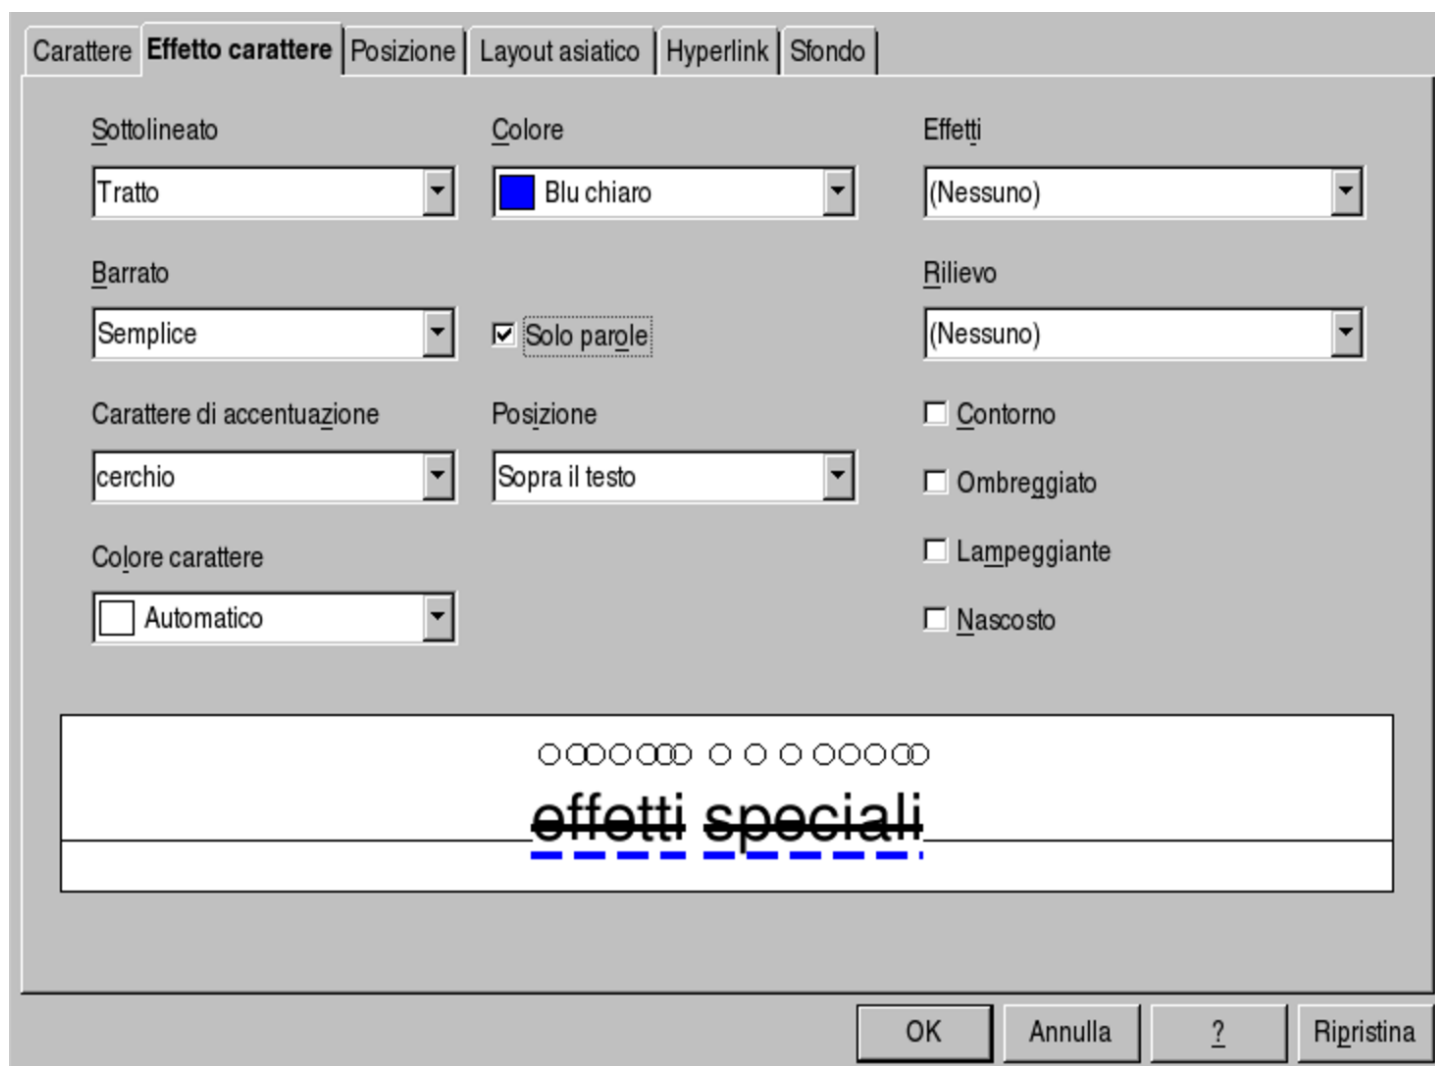 Carattere Effetto carattere Posizione Layout asiatico Hyperlink Sfondo
Sottolineato Colore Effetti
Tratto Blu chiaro (Nessuno)
Barrato Rilievo
Semplice Solo parole (Nessuno)
Carattere di accentuazione Posizione Contorno
cerchio Sopra il testo Ombreggiato
Colore carattere Lampeggiante
Automatico Nascosto
effetti speciali
OK Annulla ? Ripristina